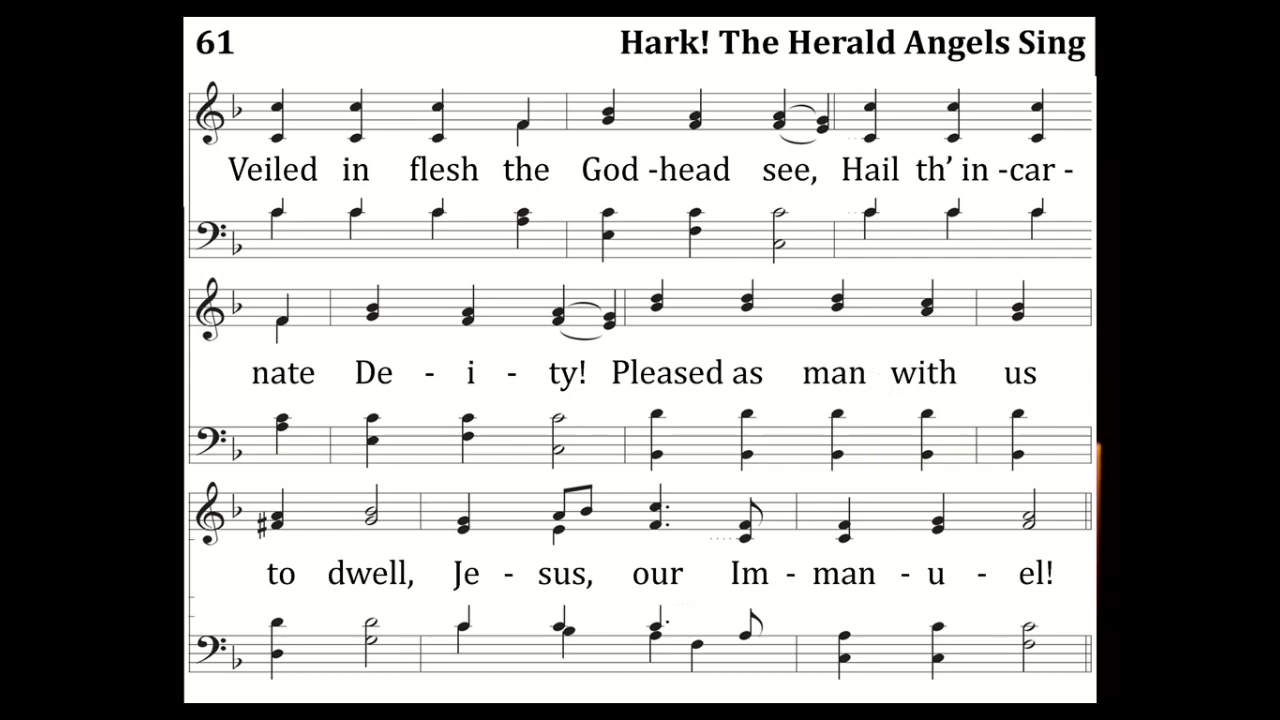 61 Hark! The Herald Angels Sing
Veiled in flesh the God -head see, Hail th’ in -car -
nate De - i - ty! Pleased as man with us
to dwell, Je - sus, our Im - man - u - el!